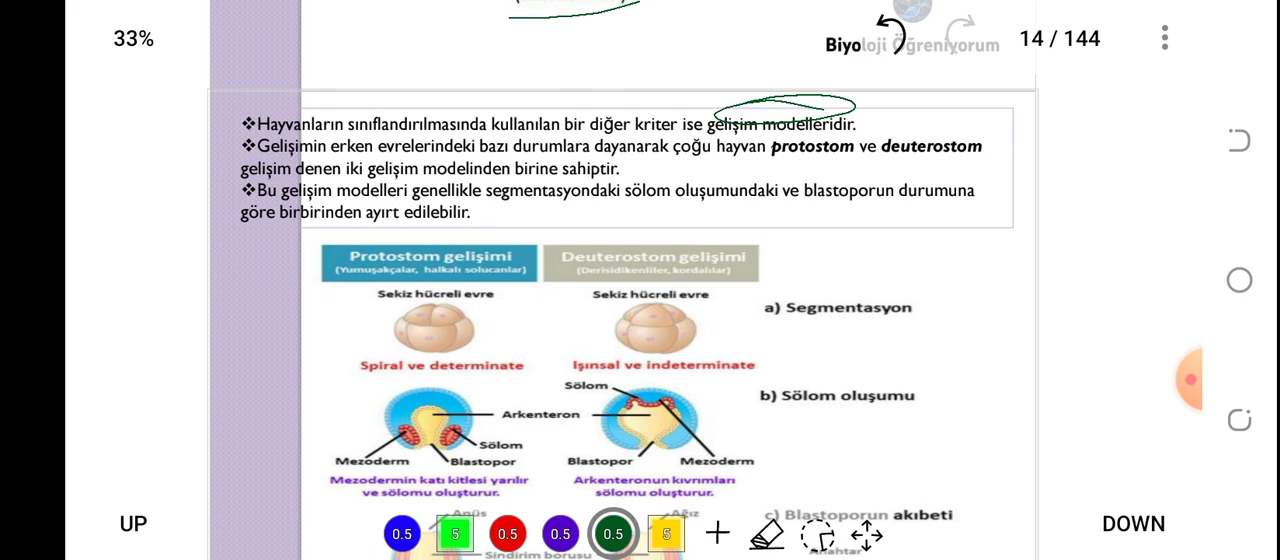 33%
Biyoloji Öğreniyorum
14 / 144
❖Hayvanların sınıflandırılmasında kullanılan bir diğer kriter ise gelişim modelleridir.
❖Gelişimin erken evrelerindeki bazı durumlara dayanarak çoğu hayvan protostom ve deuterostom
gelişim denen iki gelişim modelinden birine sahiptir.
❖Bu gelişim modelleri genellikle segmentasyondaki sölom oluşumundaki ve blastoporun durumuna
göre birbirinden ayırt edilebilir.
Protostom gelişimi
(Yumuşakçalar, halkalı solucanlar)
Deuterostom gelişimi
(Derisidikenliler, kordalılar)
Sekiz hücreli evre
Sekiz hücreli evre
a) Segmentasyon
Spiral ve determinate
Işınsal ve indeterminate
Sölom
b) Sölom oluşumu
Arkenteron
Sölom
Mezoderm
Blastopor
Blastopor
Mezoderm
Mezodermin katı kitlesi yarılır
ve sölomu oluşturur.
Arkenteronun kıvrımları
sölomu oluşturur.
Anüs
Ağız
c) Blastoporun akıbeti
UP
0.5
5
0.5
0.5
0.5
5
DOWN
Sindirim borusu
Anahtar